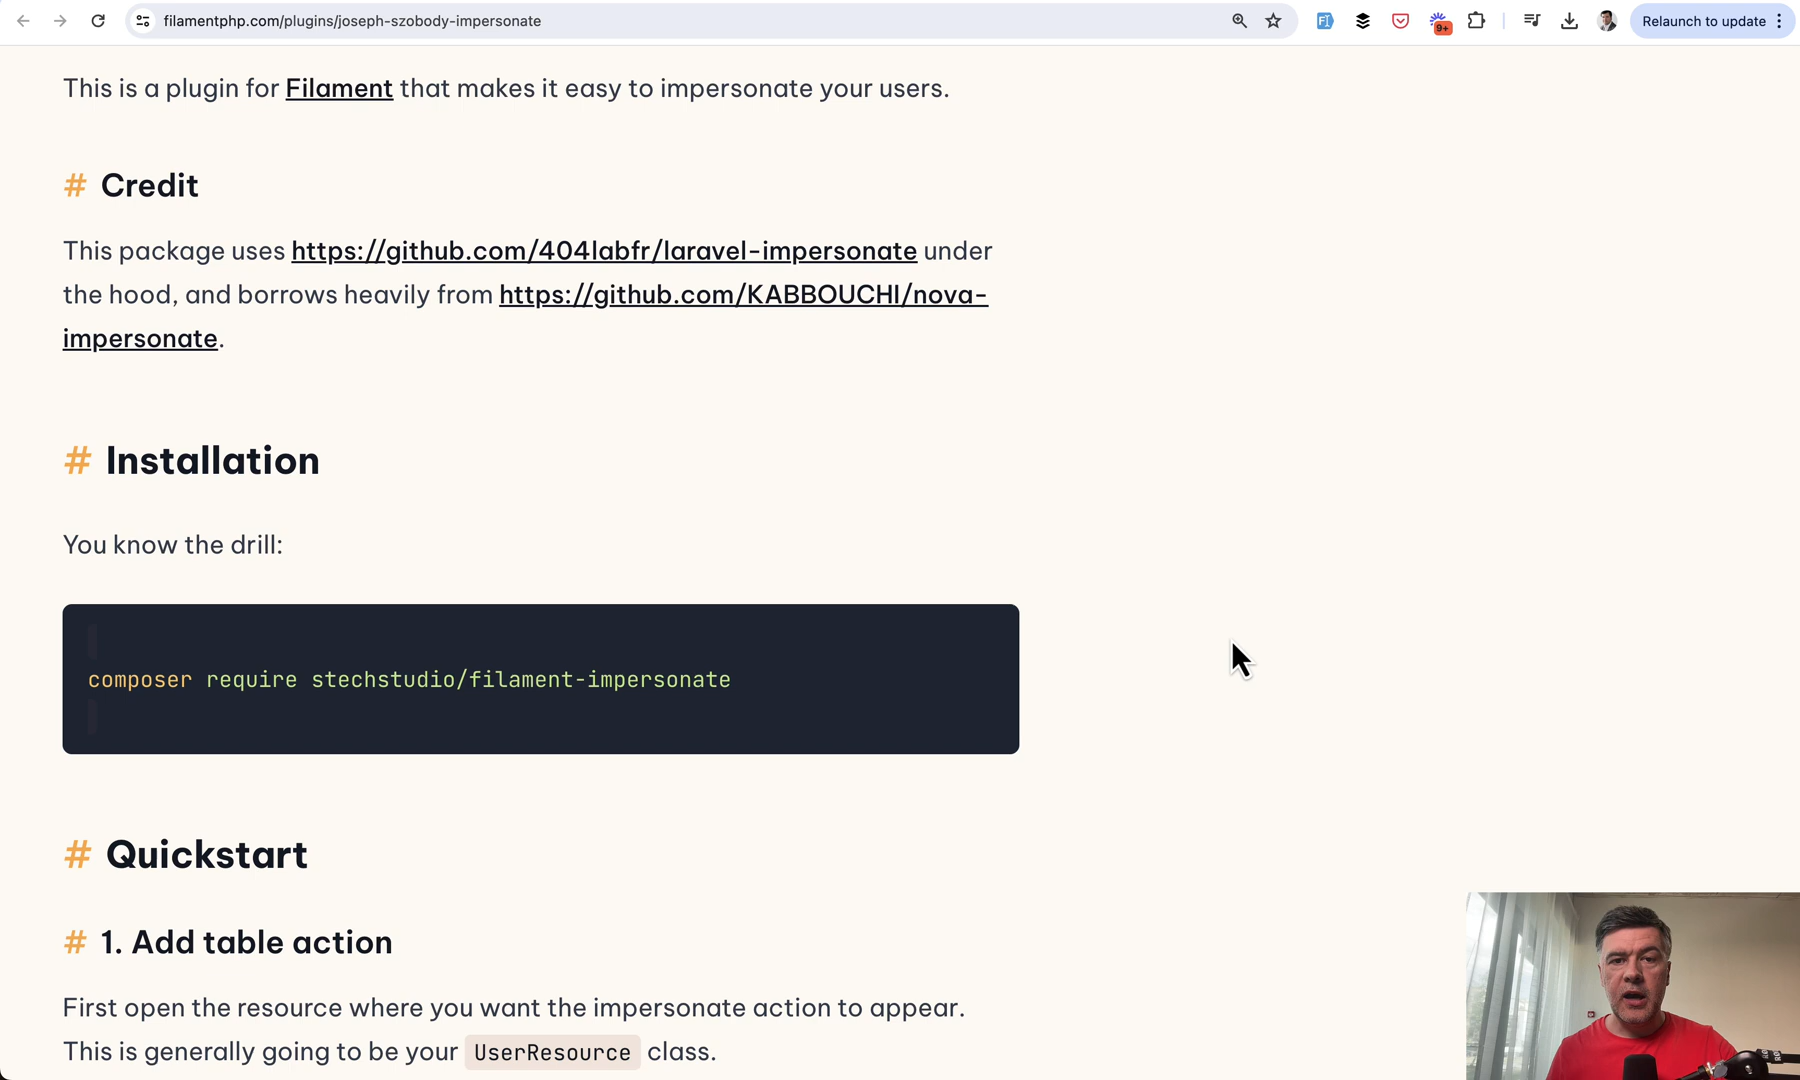 filamentphp.com/plugins/joseph-szobody-impersonate
9+
Relaunch to update
This is a plugin for Filament that makes it easy to impersonate your users.
# Credit
This package uses https://github.com/404labfr/laravel-impersonate under
the hood, and borrows heavily from https://github.com/KABBOUCHI/nova-
impersonate.
# Installation
You know the drill:
composer require stechstudio/filament-impersonate
# Quickstart
# 1. Add table action
First open the resource where you want the impersonate action to appear.
This is generally going to be your UserResource class.